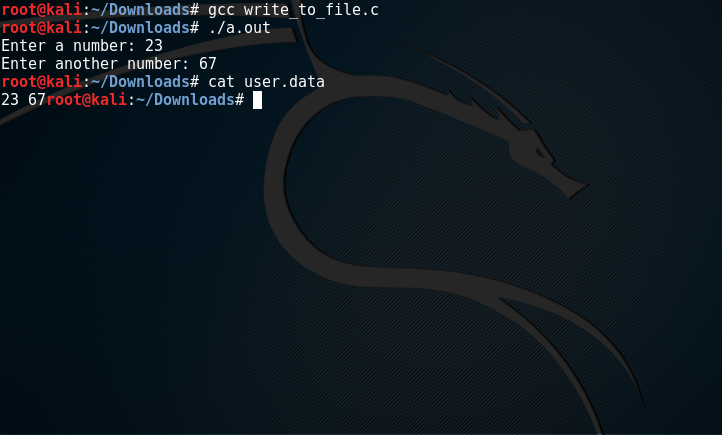 root@kali:~/Downloads# gcc write_to_file.c
root@kali:~/Downloads# ./a.out
Enter a number: 23
Enter another number: 67
root@kali:~/Downloads# cat user.data
23 67root@kali:~/Downloads#